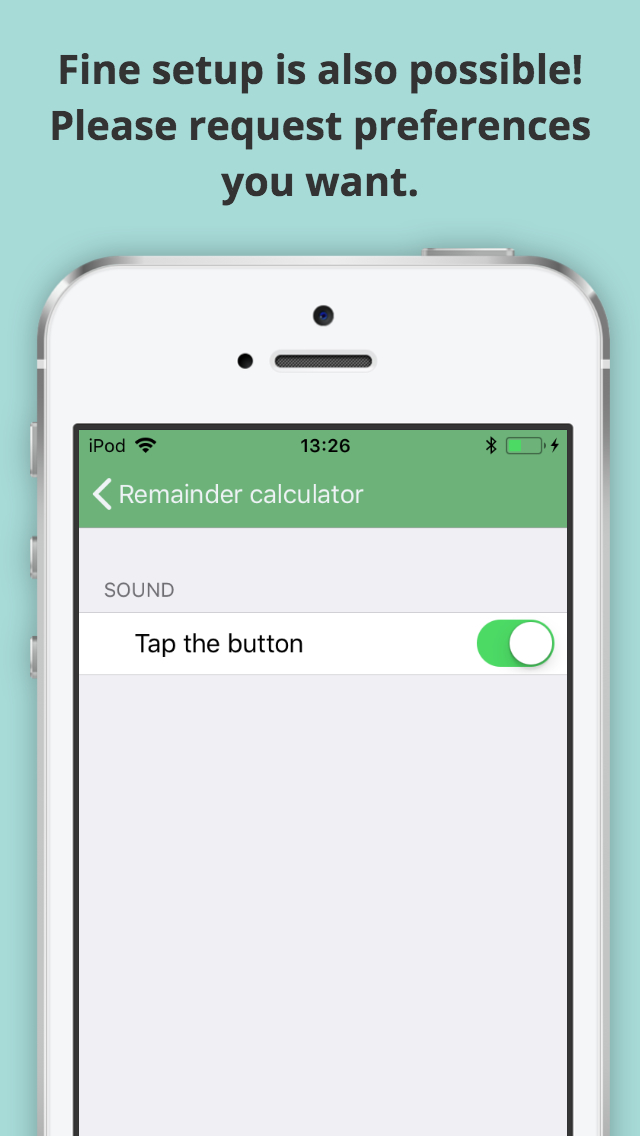 Fine setup is also possible!
Please request preferences
you want.
iPod 13:26
Remainder calculator
SOUND
Tap the button